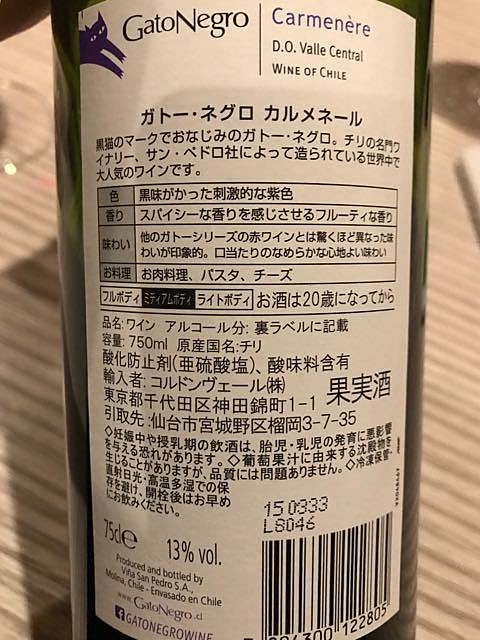 GatoNegro
Carmenère
D.O. Valle Central
WINE OF CHILE
ガトー・ネグロ カルメネール
黒猫のマークでおなじみのガトー・ネグロ。チリの名門ワ
イナリー、サン・ペドロ社によって造られている世界中で
大人気のワインです。
色 黒味がかった刺激的な紫色
香り スパイシーな香りを感じさせるフルーティな香り
味わい 他のガトーシリーズの赤ワインとは驚くほど異なった味
わいが印象的。口当たりのなめらかな心地よい味わい
お料理 お肉料理、パスタ、チーズ
フルボディ ミディアムボディ ライトボディ お酒は20歳になってから
品名: ワイン アルコール分: 裏ラベルに記載
容量: 750ml 原産国名:チリ
酸化防止剤(亜硫酸塩)、酸味料含有
輸入者: コルドンヴェール㈱ 果実酒
東京都千代田区神田錦町1-1
引取先 :仙台市宮城野区榴岡3-7-35
◇妊娠中や授乳期の飲酒は、胎児・乳児の発育に悪影響
を与える恐れがあります。◇葡萄果汁に由来する沈殿物を
生じることがありますが、品質には問題ありません。◇冷凍保管・
直射日光・高温多湿での保
存を避け、開栓後はお早め
にお飲みください。
150333
L8046
75cl e 13% vol.
Produced and bottled by
Viña San Pedro S.A.,
Molina, Chile - Envasado en Chile
www.GatoNegro.cl
GATONEGROWINE
804300 122805